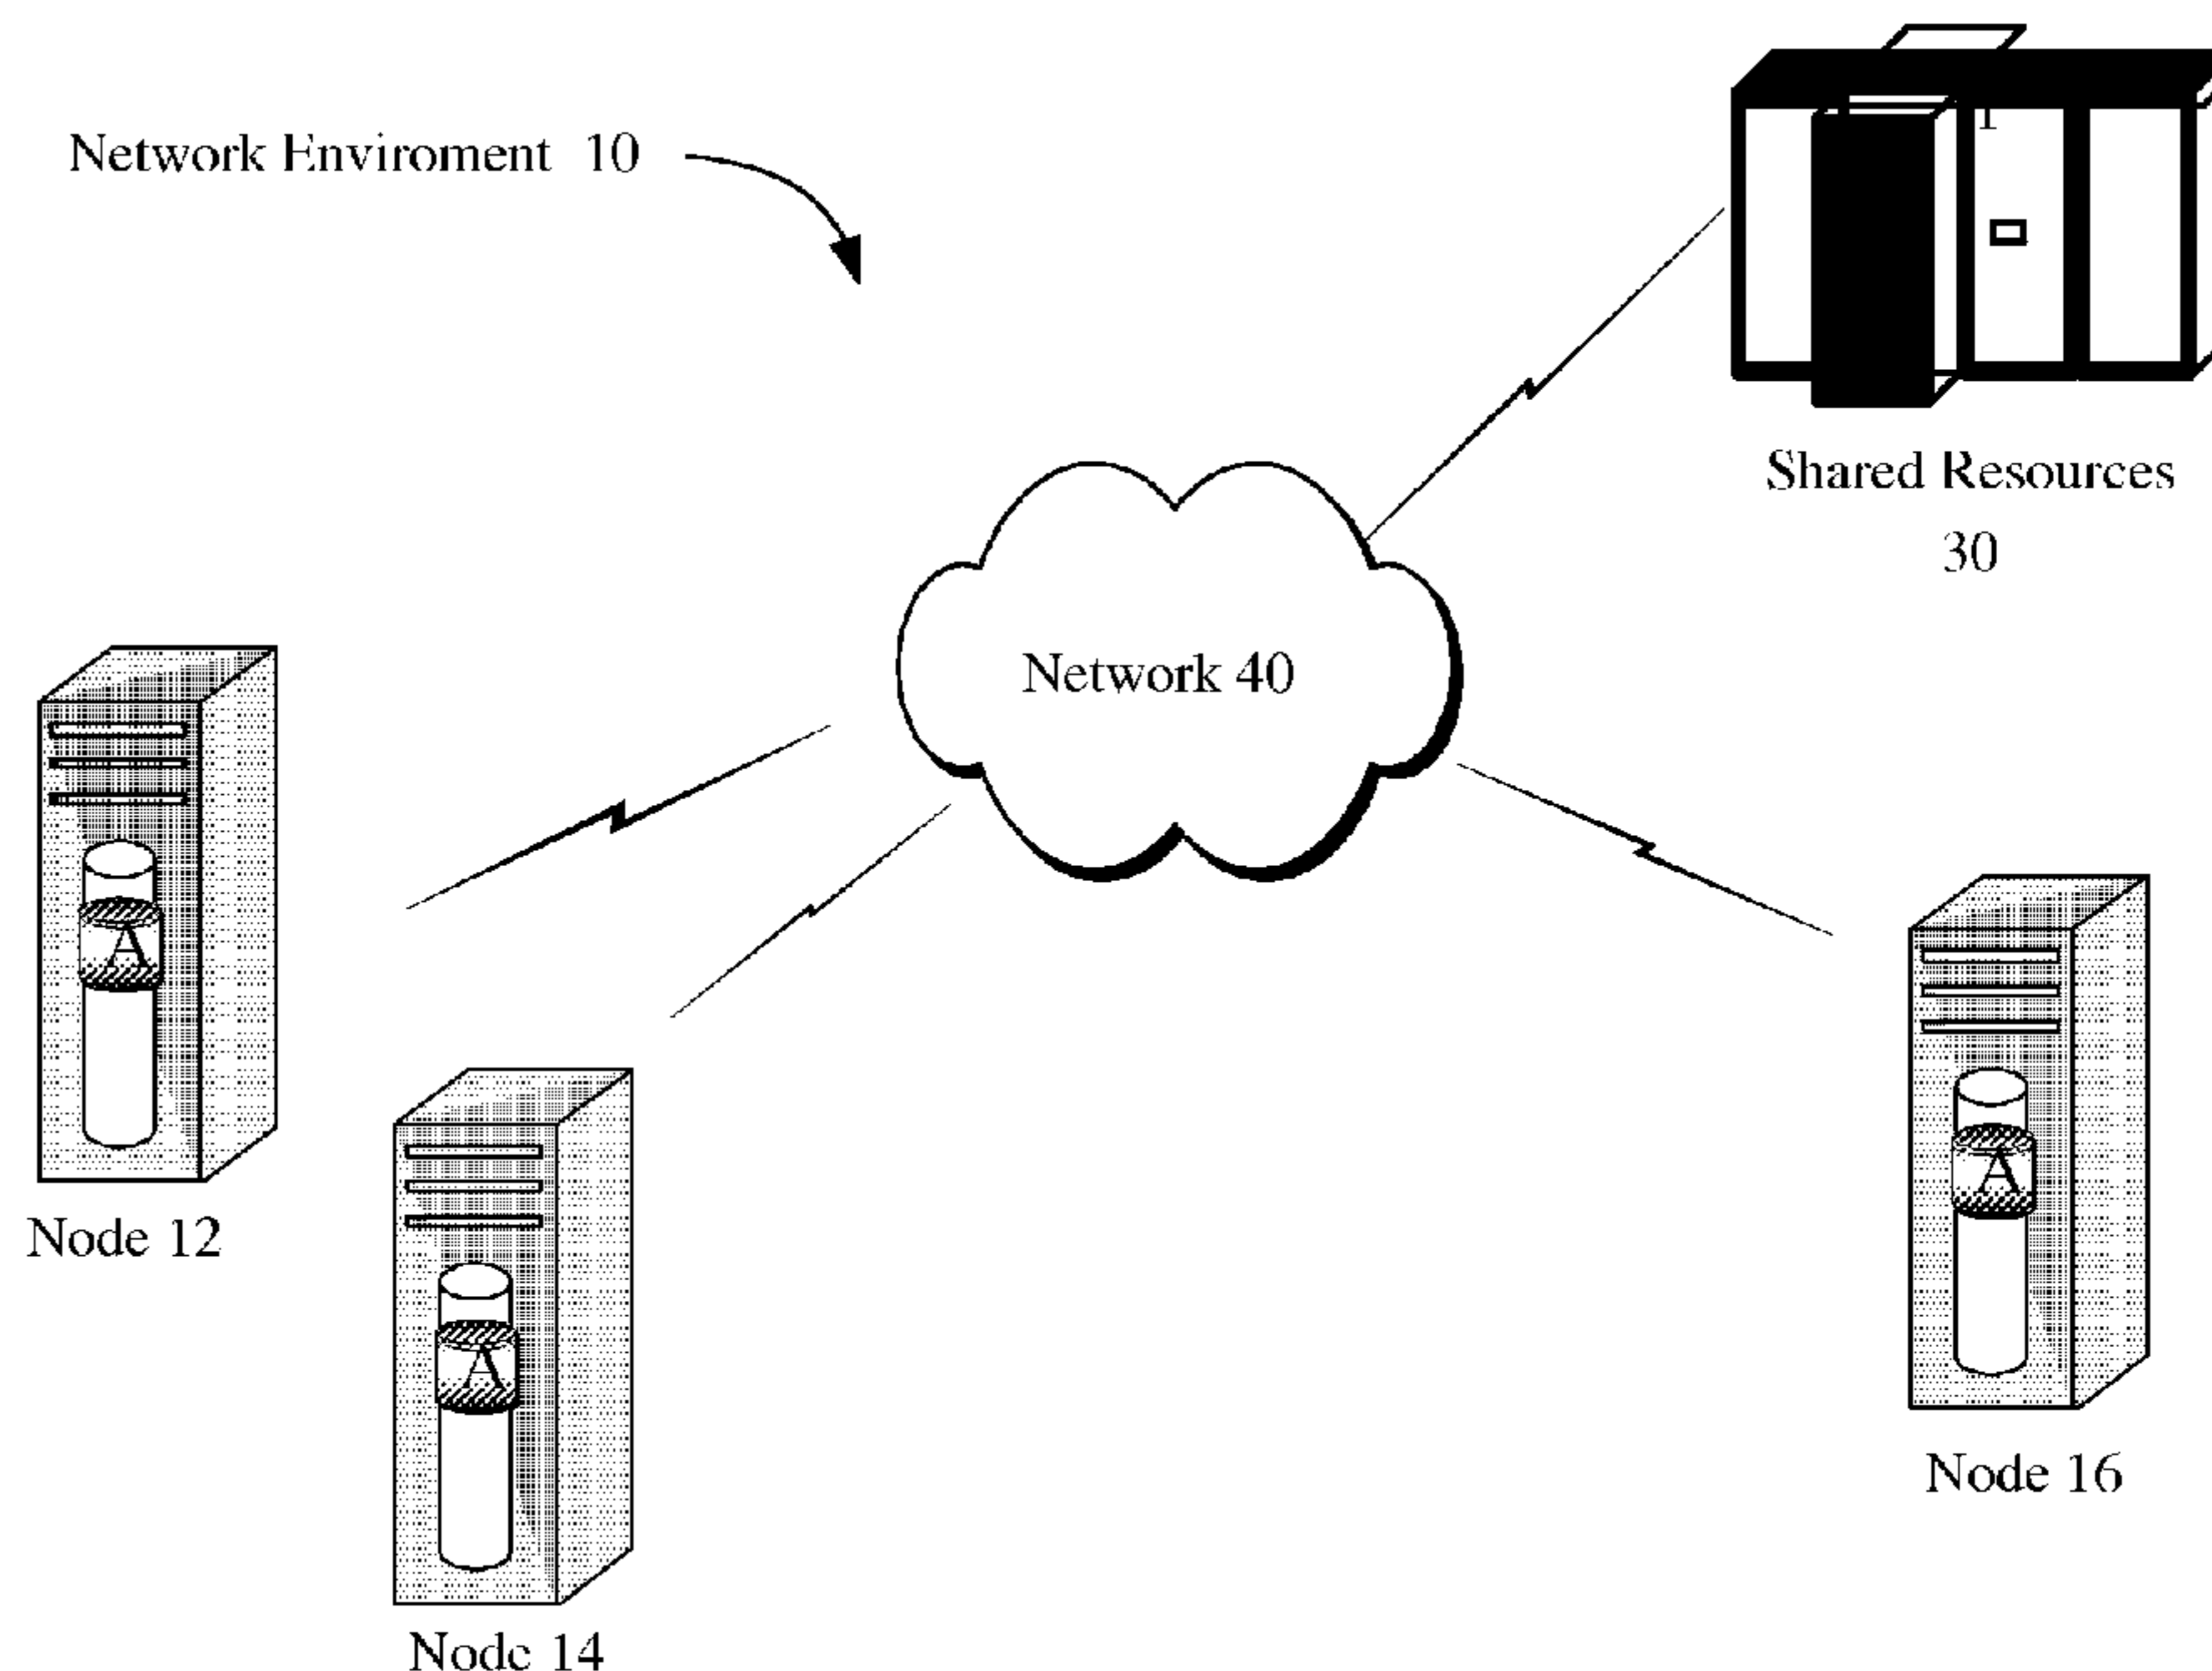 Network Enviroment 10
Shared Resources
30
Network 40
A
Node 12
A
Node 14
A
Node 16